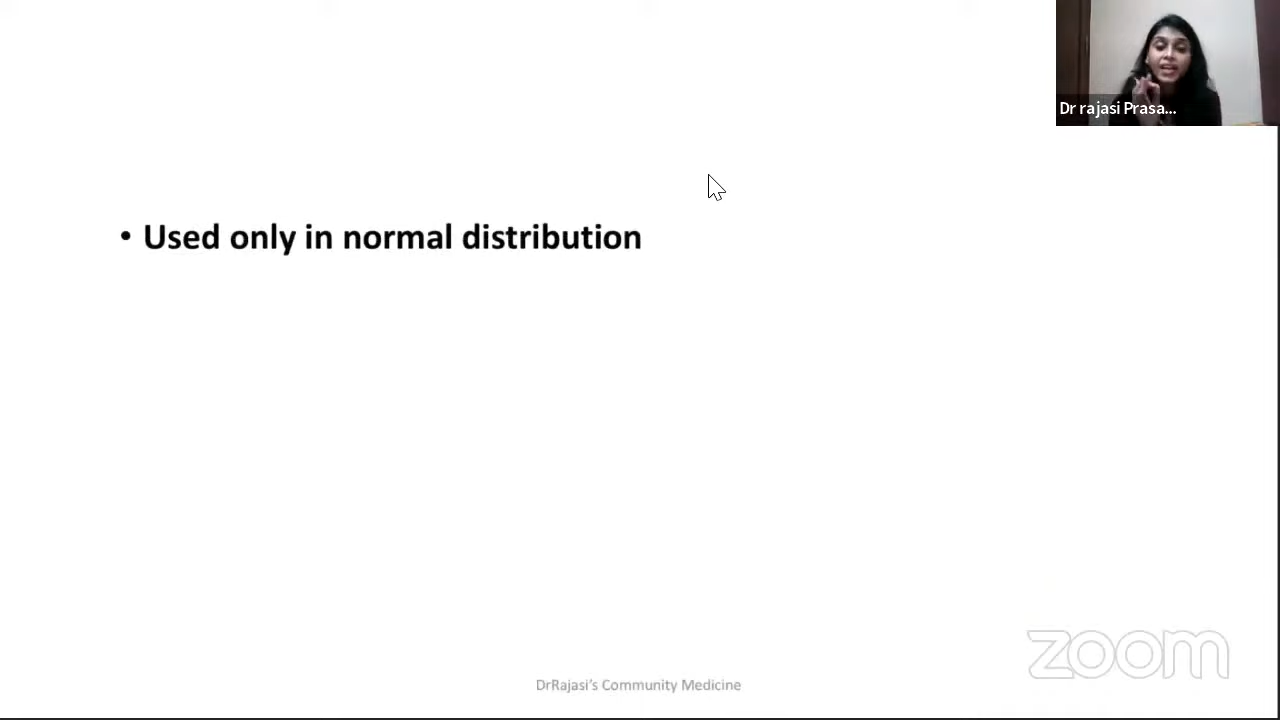 Dr rajasi Prasa...
• Used only in normal distribution
zoom
DrRajasi's Community Medicine